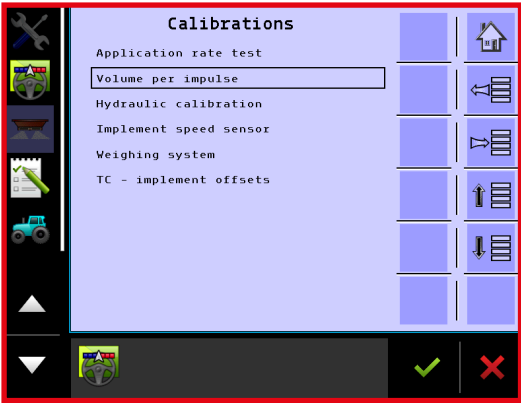 Calibrations
Application rate test
Volume per impulse
Hydraulic calibration
Implement speed sensor
Weighing system
TC - implement offsets